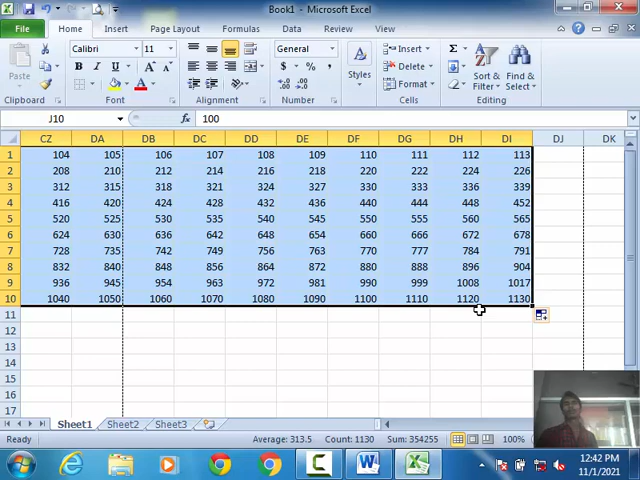 Book1 - Microsoft Excel
File Home Insert Page Layout Formulas Data Review View
Calibri 11 General Insert Σ
Paste B I U $ % , Styles Delete Sort & Filter Find & Select
Format
Clipboard Font Alignment Number Cells Editing
J10 fx 100
CZ DA DB DC DD DE DF DG DH DI DJ DK
1 104 105 106 107 108 109 110 111 112 113
2 208 210 212 214 216 218 220 222 224 226
3 312 315 318 321 324 327 330 333 336 339
4 416 420 424 428 432 436 440 444 448 452
5 520 525 530 535 540 545 550 555 560 565
6 624 630 636 642 648 654 660 666 672 678
7 728 735 742 749 756 763 770 777 784 791
8 832 840 848 856 864 872 880 888 896 904
9 936 945 954 963 972 981 990 999 1008 1017
10 1040 1050 1060 1070 1080 1090 1100 1110 1120 1130
11
12
13
14
15
16
17
Sheet1 Sheet2 Sheet3
Ready Average: 313.5 Count: 1130 Sum: 354255 100%
12:42 PM
11/1/2021